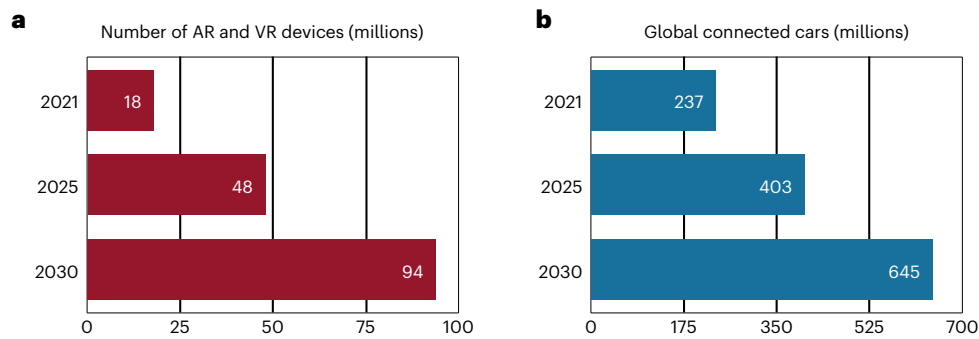 a
Number of AR and VR devices (millions)
2021
18
2025
48
2030
94
0 25 50 75 100
b
Global connected cars (millions)
2021
237
2025
403
2030
645
0 175 350 525 700